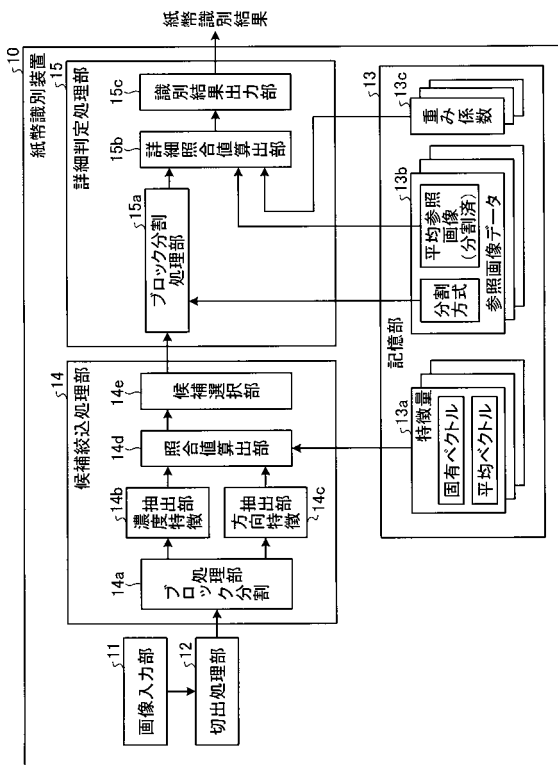 10
紙幣識別装置
11
画像入力部
12
切出処理部
14
候補絞込処理部
14a
ブロック分割
処理部
14b
濃度特徴
抽出部
14c
方向特徴
抽出部
14d
照合値算出部
14e
候補選択部
15
詳細判定処理部
15a
ブロック分割
処理部
15b
詳細照合値算出部
15c
識別結果出力部
紙幣識別結果
13
記憶部
13a
特徴量
固有ベクトル
平均ベクトル
13b
参照画像データ
分割
方式
平均参照
画像
(分割済)
13c
重み係数